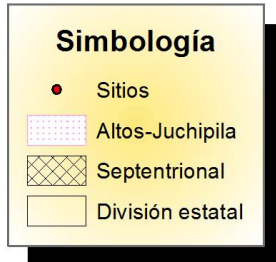 Simbología
Sitios
Altos-Juchipila
Septentrional
División estatal